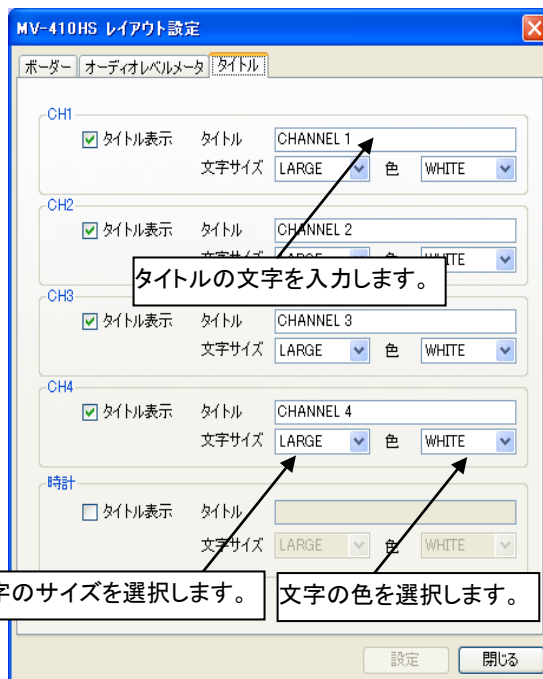 MV-410HS レイアウト設定
ボーダー オーディオレベルメータ タイトル
CH1
タイトル表示 タイトル CHANNEL 1
文字サイズ LARGE 色 WHITE
CH2
タイトル表示 タイトル CHANNEL 2
タイトルの文字を入力します。
CH3
タイトル表示 タイトル CHANNEL 3
文字サイズ LARGE 色 WHITE
CH4
タイトル表示 タイトル CHANNEL 4
文字サイズ LARGE 色 WHITE
時計
タイトル表示 タイトル
文字サイズ LARGE 色 WHITE
字のサイズを選択します。 文字の色を選択します。
設定 閉じる